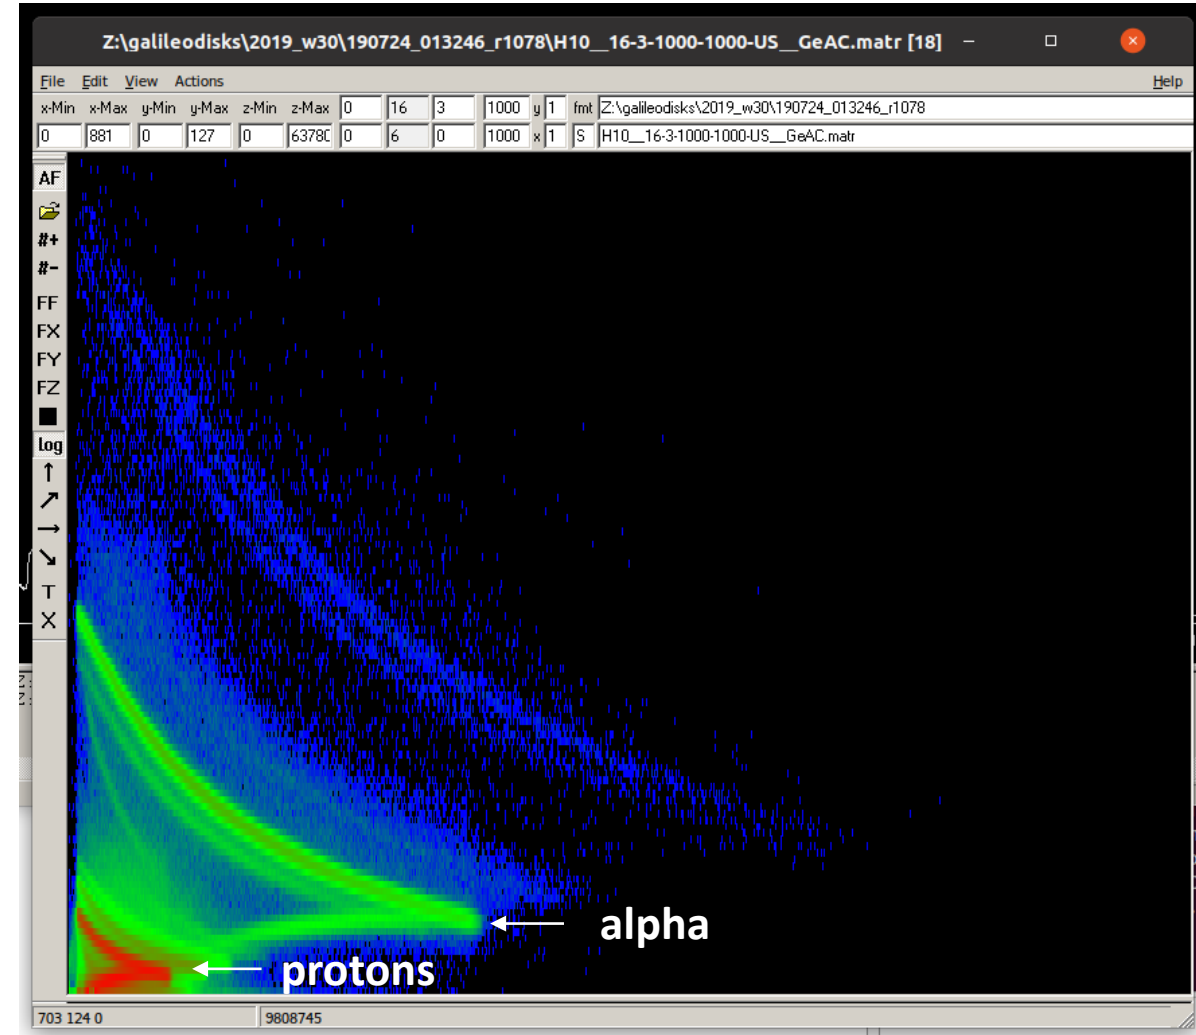 Z:\galileodisks\2019_w30\190724_013246_r1078\H10__16-3-1000-1000-US__GeAC.matr [18]
File Edit View Actions Help
x-Min x-Max y-Min y-Max z-Min z-Max 0 16 3 1000 y 1 fmt Z:\galileodisks\2019_w30\190724_013246_r1078
0 881 0 127 0 6378 0 6 0 1000 x 1 S H10__16-3-1000-1000-US__GeAC.matr
AF
#+
#-
FF
FX
FY
FZ
log
T
X
alpha
protons
703 124 0 9808745